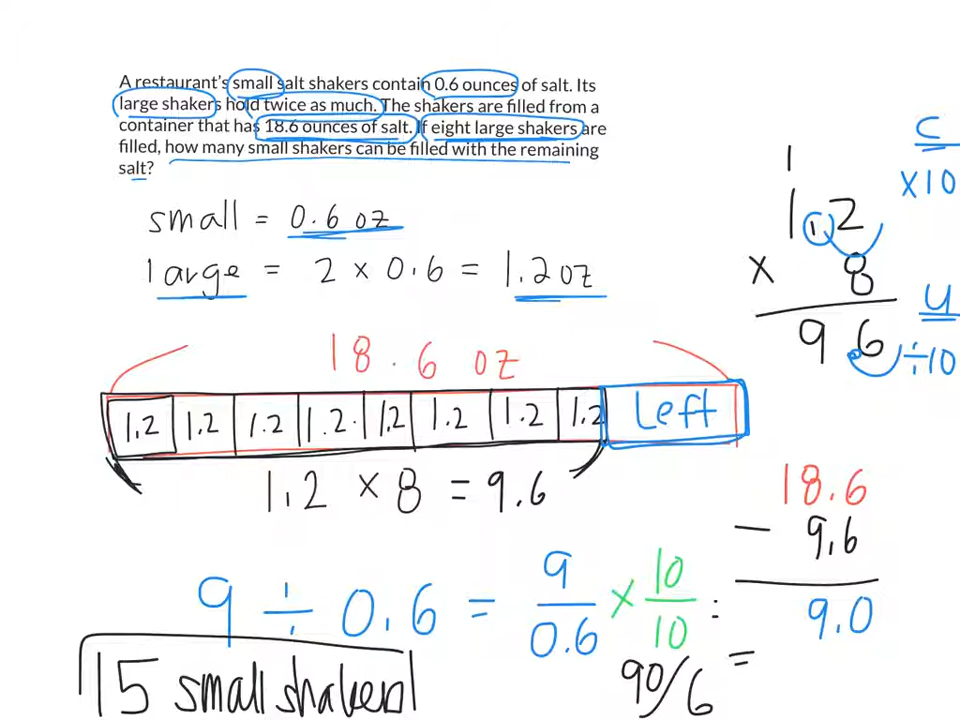 A restaurant's small salt shakers contain 0.6 ounces of salt. Its
large shakers hold twice as much. The shakers are filled from a
container that has 18.6 ounces of salt. If eight large shakers are
filled, how many small shakers can be filled with the remaining
salt?
small = 0.6 oz
large = 2 × 0.6 = 1.2 oz
1
1.2
× 8
9 6
C
×10
U
÷10
18.6 oz
1.2 1.2 1.2 1.2 1.2 1.2 1.2 1.2 Left
1.2 × 8 = 9.6
18.6
- 9.6
9.0
9 ÷ 0.6 = 9/0.6 × 10/10 =
90/6
15 small shakers